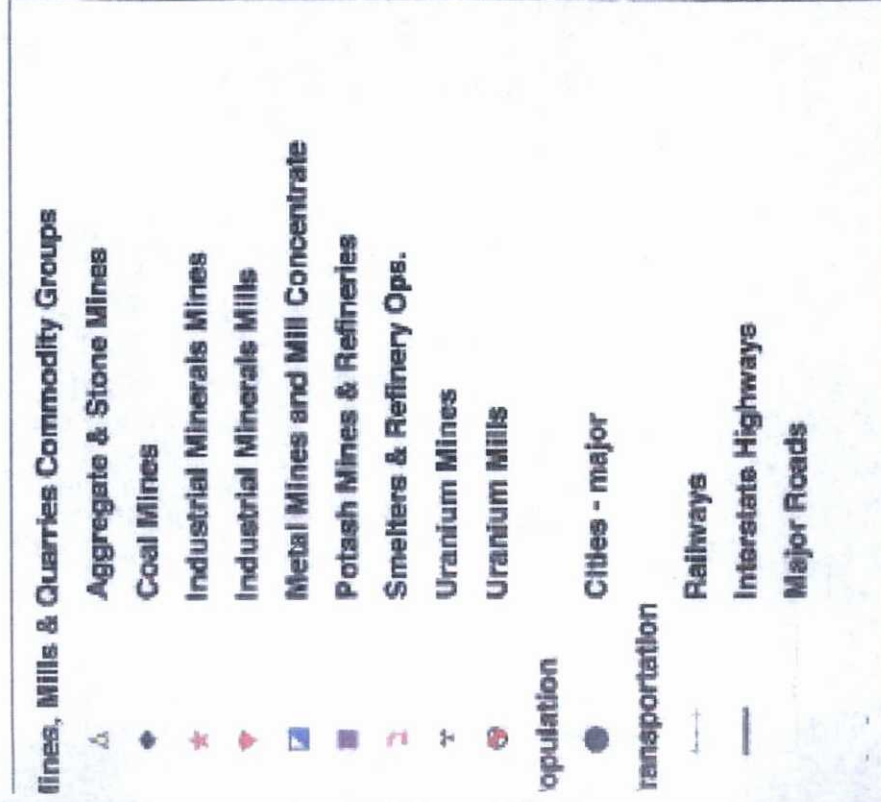 lines, Mills & Quarries Commodity Groups
Aggregate & Stone Mines
Coal Mines
Industrial Minerals Mines
Industrial Minerals Mills
Metal Mines and Mill Concentrate
Potash Mines & Refineries
Smelters & Refinery Ops.
Uranium Mines
Uranium Mills
opulation
Cities - major
ransportation
Railways
Interstate Highways
Major Roads